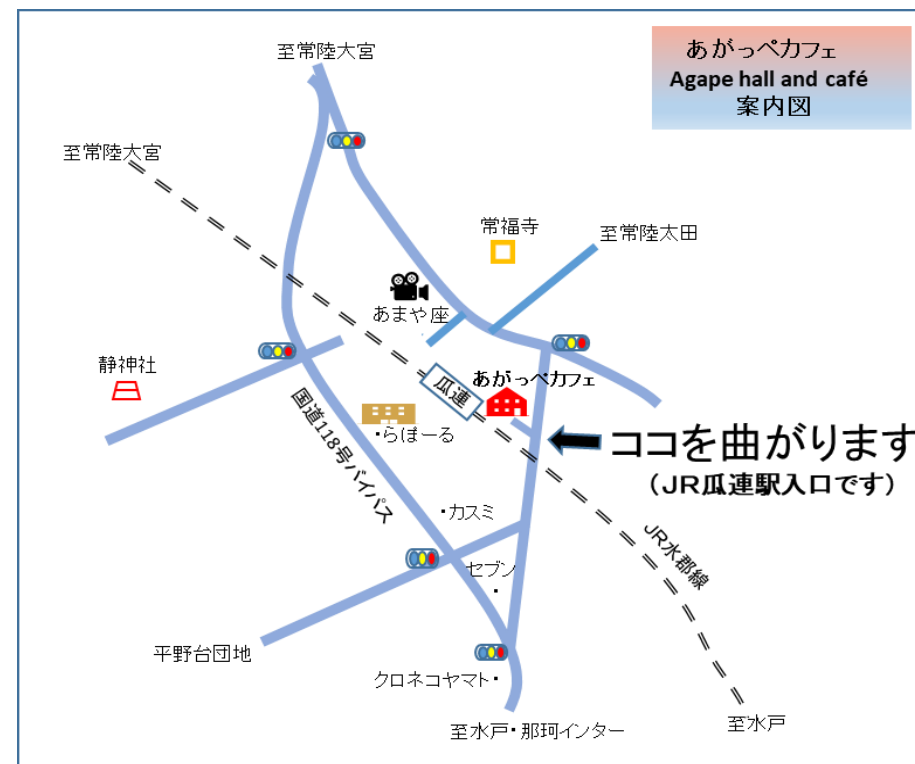 あがっぺカフェ
Agape hall and café
案内図
至常陸大宮
至常陸大宮
常福寺
至常陸太田
あまや座
静神社
瓜連
あがっぺカフェ
・らぽーる
国道118号バイパス
ココを曲がります
（JR瓜連駅入口です）
・カスミ
JR水郡線
セブン
・
平野台団地
クロネコヤマト・
至水戸・那珂インター
至水戸